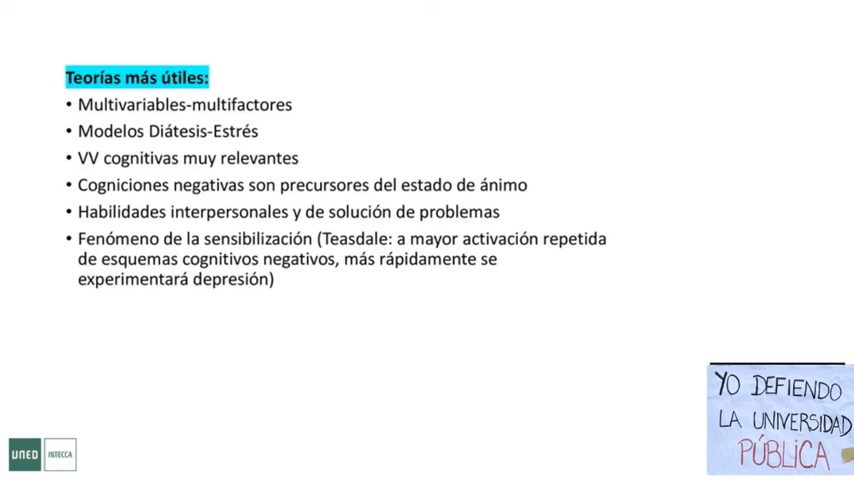 Teorías más útiles:
• Multivariables-multifactores
• Modelos Diátesis-Estrés
• VV cognitivas muy relevantes
• Cogniciones negativas son precursores del estado de ánimo
• Habilidades interpersonales y de solución de problemas
• Fenómeno de la sensibilización (Teasdale: a mayor activación repetida
de esquemas cognitivos negativos, más rápidamente se
experimentará depresión)
YO DEFIENDO
LA UNIVERSIDAD
PÚBLICA
UNED INTECCA